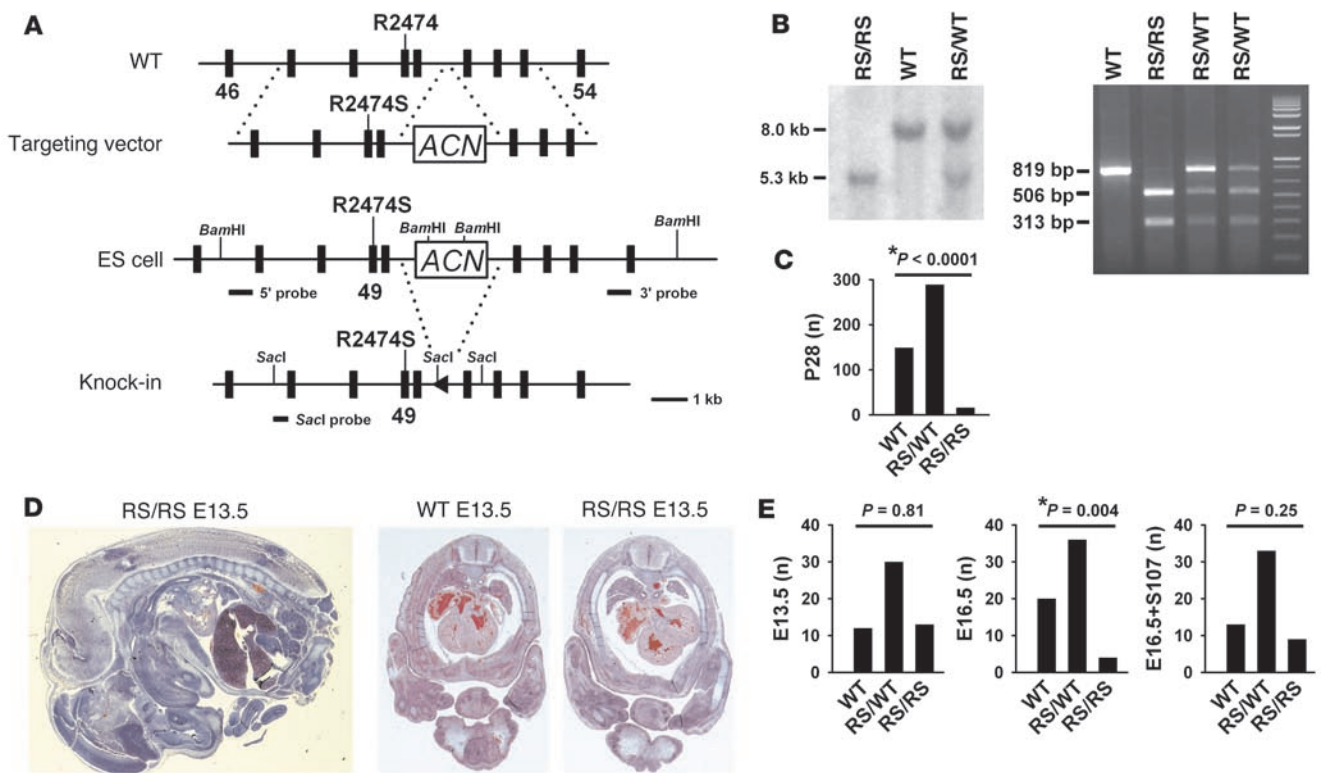 A
R2474
WT
46
54
R2474S
Targeting vector
ACN
R2474S
BamHI
BamHI
BamHI
BamHI
ES cell
ACN
5' probe
49
3' probe
R2474S
SacI
SacI
SacI
Knock-in
SacI probe
49
1 kb
B
RS/RS
WT
RS/WT
8.0 kb
5.3 kb
WT
RS/RS
RS/WT
RS/WT
819 bp
506 bp
313 bp
C
*P < 0.0001
P28 (n)
300
200
100
0
WT
RS/WT
RS/RS
D
RS/RS E13.5
WT E13.5
RS/RS E13.5
E
P = 0.81
E13.5 (n)
40
30
20
10
0
WT
RS/WT
RS/RS
*P = 0.004
E16.5 (n)
40
30
20
10
0
WT
RS/WT
RS/RS
P = 0.25
E16.5+S107 (n)
40
30
20
10
0
WT
RS/WT
RS/RS